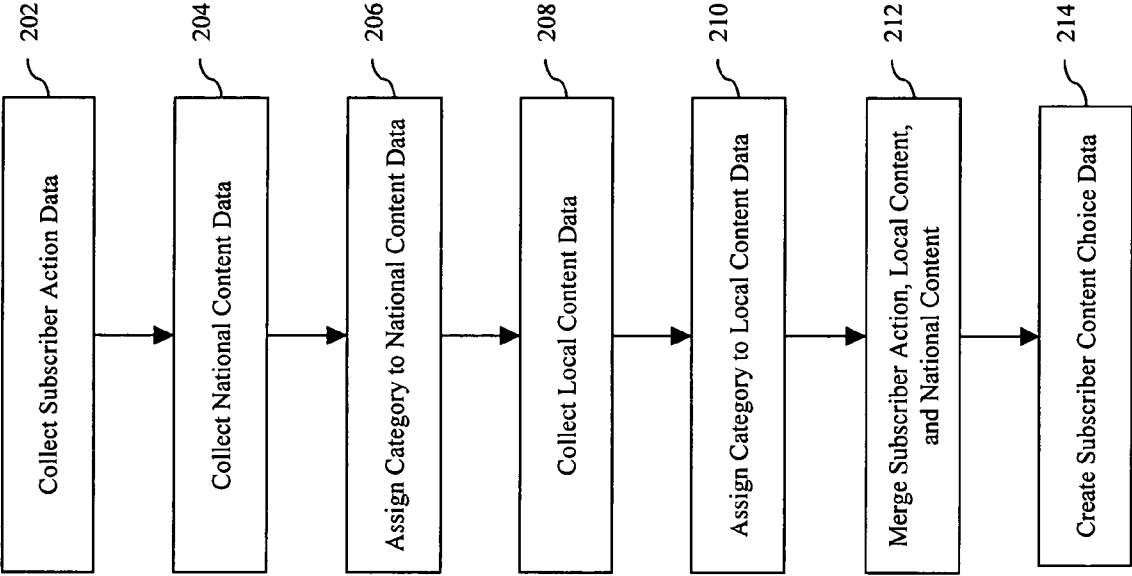 202
Collect Subscriber Action Data
204
Collect National Content Data
206
Assign Category to National Content Data
208
Collect Local Content Data
210
Assign Category to Local Content Data
212
Merge Subscriber Action, Local Content,
and National Content
214
Create Subscriber Content Choice Data